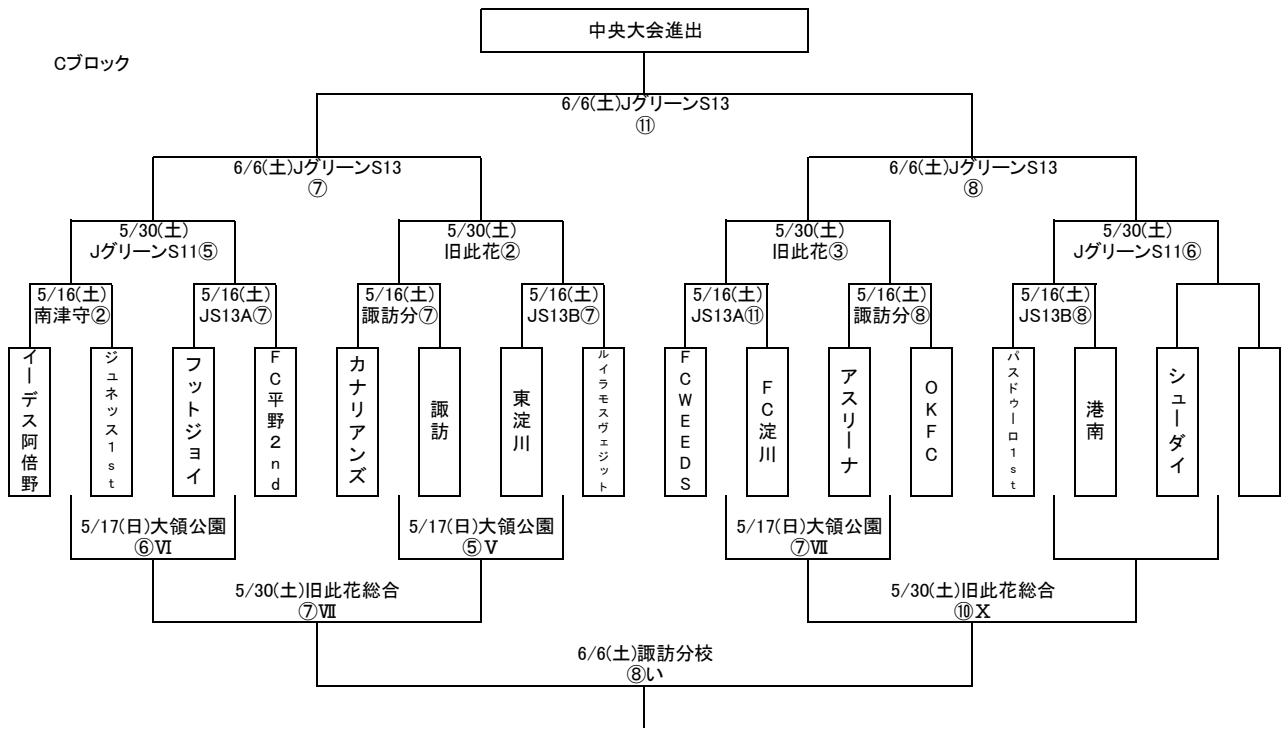 中央大会進出
Cブロック
6/6(土)JグリーンS13
⑪
6/6(土)JグリーンS13
⑦
6/6(土)JグリーンS13
⑧
5/30(土)
JグリーンS11⑤
5/30(土)
旧此花②
5/30(土)
旧此花③
5/30(土)
JグリーンS11⑥
5/16(土)
南津守②
5/16(土)
JS13A⑦
5/16(土)
諏訪分⑦
5/16(土)
JS13B⑦
5/16(土)
JS13A⑪
5/16(土)
諏訪分⑧
5/16(土)
JS13B⑧
イーデス阿倍野
ジュネッス1st
フットジョイ
FC平野2nd
カナリアンズ
諏訪
東淀川
ルイラモスヴェジット
FCWEEDS
FC淀川
アスリーナ
OKFC
パスドゥーロ1st
港南
シューダイ
5/17(日)大領公園
⑥Ⅵ
5/17(日)大領公園
⑤Ⅴ
5/17(日)大領公園
⑦Ⅶ
5/30(土)旧此花総合
⑦Ⅶ
5/30(土)旧此花総合
⑩Ⅹ
6/6(土)諏訪分校
⑧い